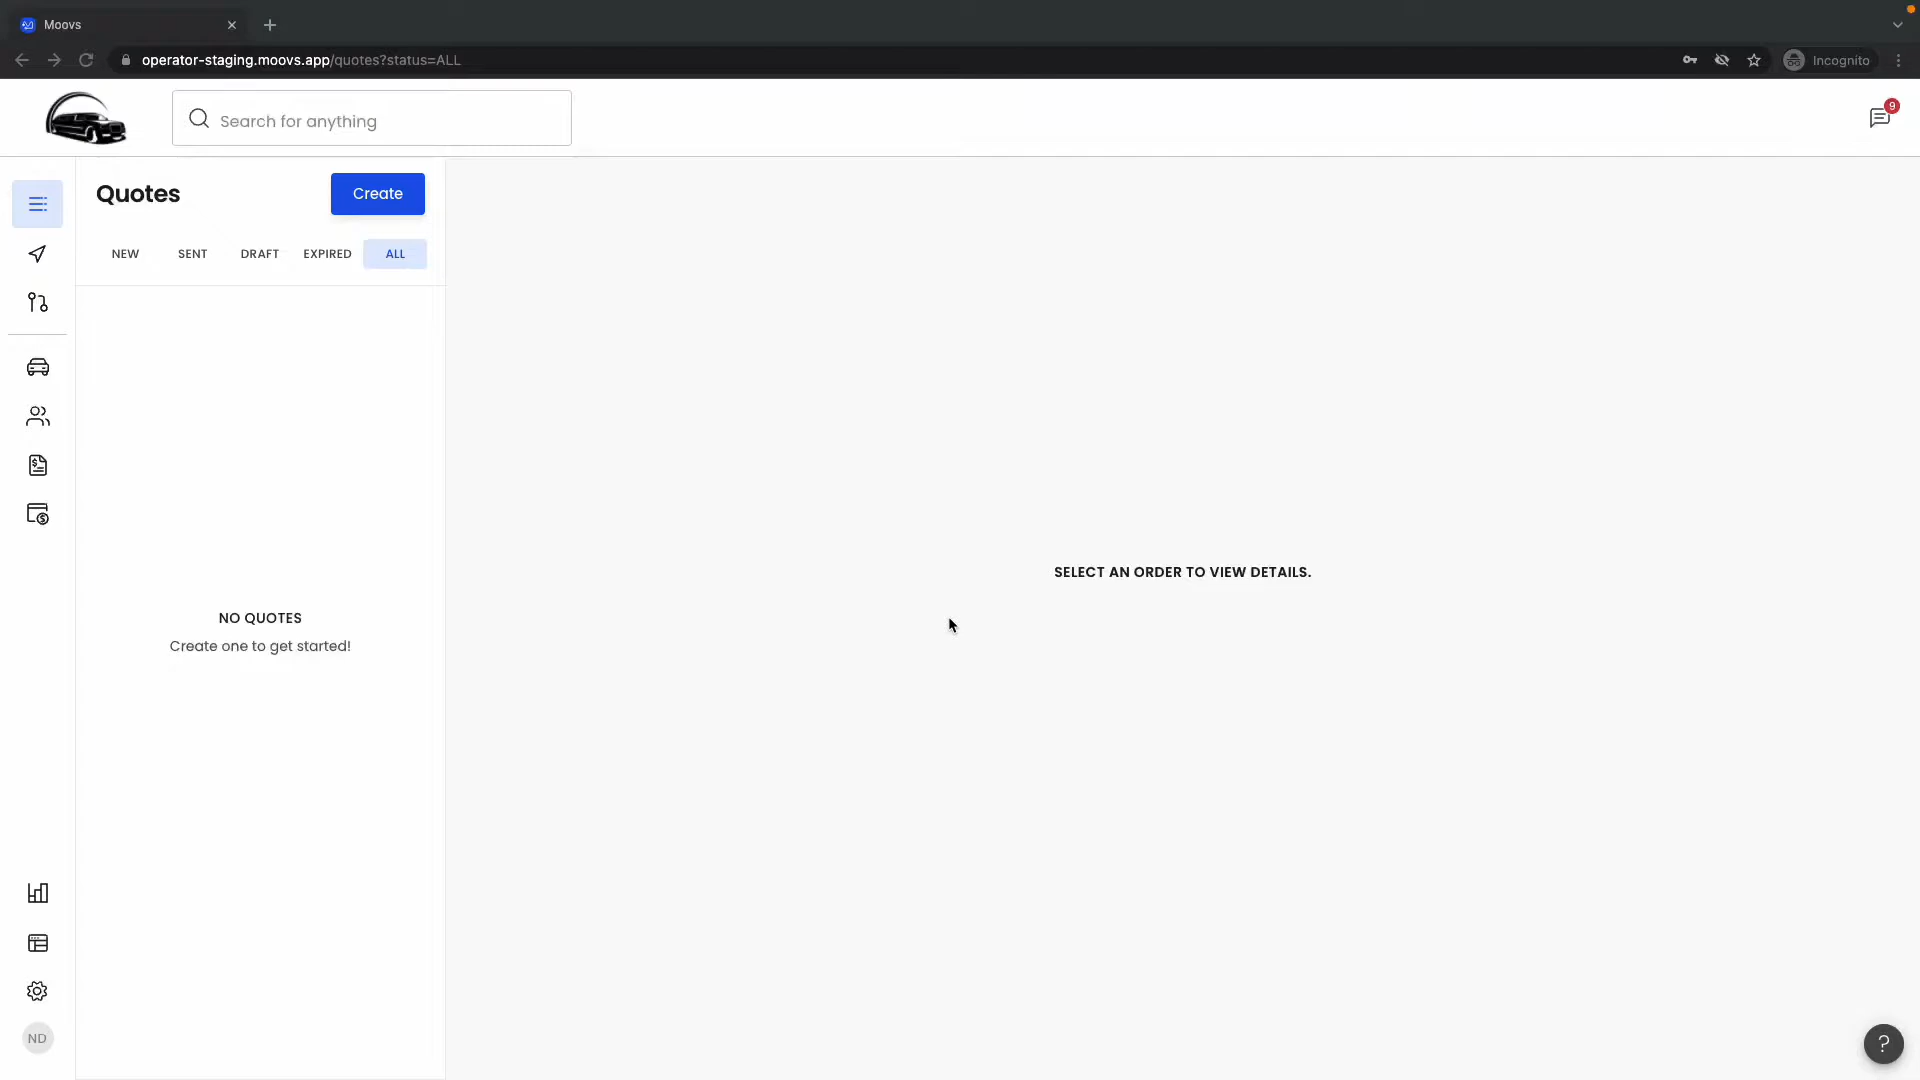 Moovs
operator-staging.moovs.app/quotes?status=ALL
Incognito
Search for anything
9
Quotes
Create
NEW
SENT
DRAFT
EXPIRED
ALL
NO QUOTES
Create one to get started!
SELECT AN ORDER TO VIEW DETAILS.
ND
?